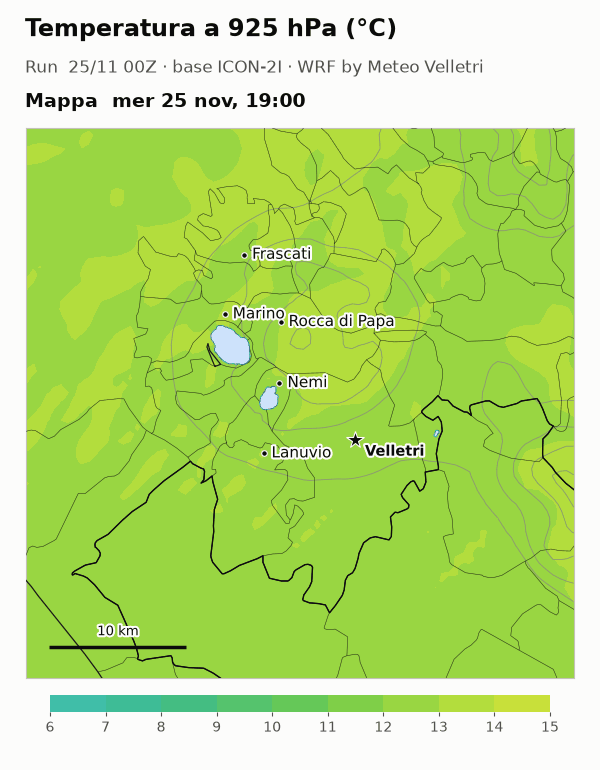 Temperatura a 925 hPa (°C)
Run  25/11 00Z · base ICON-2I · WRF by Meteo Velletri
Mappa  mer 25 nov, 19:00
Frascati
Marino
Rocca di Papa
Nemi
Velletri
Lanuvio
10 km
6 7 8 9 10 11 12 13 14 15